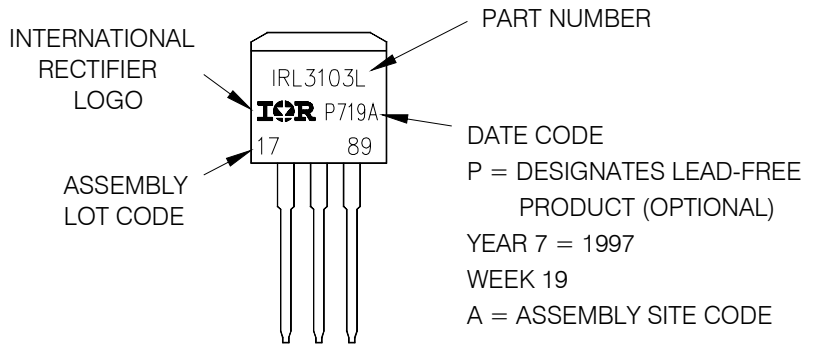 INTERNATIONAL
RECTIFIER
LOGO
ASSEMBLY
LOT CODE
IRL3103L
IOR P719A
17 89
PART NUMBER
DATE CODE
P = DESIGNATES LEAD-FREE
PRODUCT (OPTIONAL)
YEAR 7 = 1997
WEEK 19
A = ASSEMBLY SITE CODE